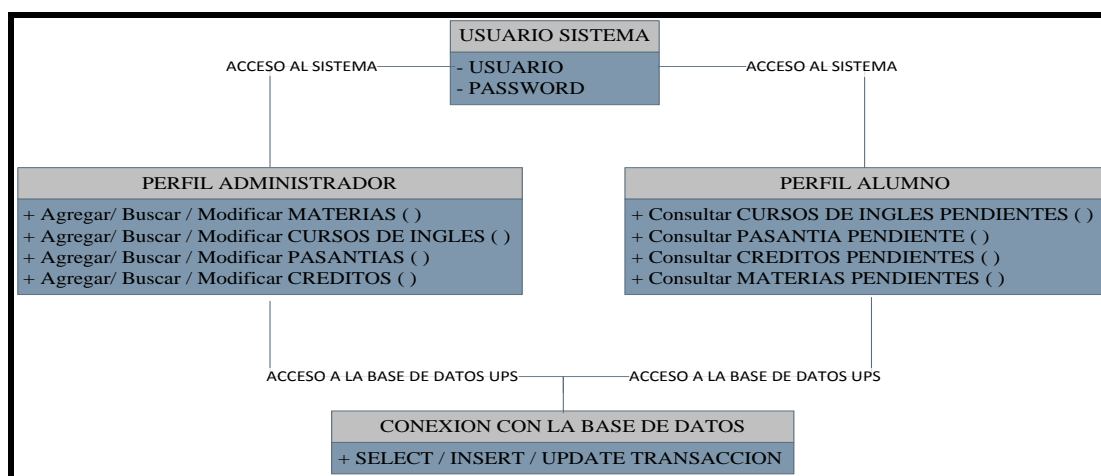 USUARIO SISTEMA
- USUARIO
- PASSWORD
ACCESO AL SISTEMA
ACCESO AL SISTEMA
PERFIL ADMINISTRADOR
+ Agregar/ Buscar / Modificar MATERIAS ( )
+ Agregar/ Buscar / Modificar CURSOS DE INGLES ( )
+ Agregar/ Buscar / Modificar PASANTIAS ( )
+ Agregar/ Buscar / Modificar CREDITOS ( )
PERFIL ALUMNO
+ Consultar CURSOS DE INGLES PENDIENTES ( )
+ Consultar PASANTIA PENDIENTE ( )
+ Consultar CREDITOS PENDIENTES ( )
+ Consultar MATERIAS PENDIENTES ( )
ACCESO A LA BASE DE DATOS UPS
ACCESO A LA BASE DE DATOS UPS
CONEXION CON LA BASE DE DATOS
+ SELECT / INSERT / UPDATE TRANSACCION